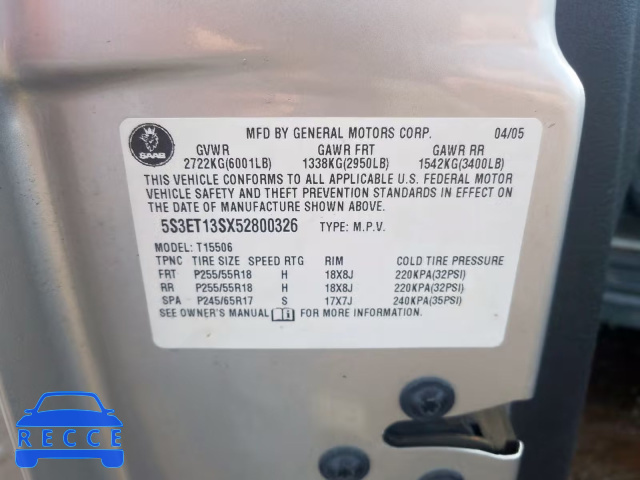 MFD BY GENERAL MOTORS CORP. 04/05
SAAB
GVWR GAWR FRT GAWR RR
2722KG(6001LB) 1338KG(2950LB) 1542KG(3400LB)
THIS VEHICLE CONFORMS TO ALL APPLICABLE U.S. FEDERAL MOTOR
VEHICLE SAFETY AND THEFT PREVENTION STANDARDS IN EFFECT ON
THE DATE OF MANUFACTURE SHOWN ABOVE.
5S3ET13SX52800326 TYPE: M.P.V.
MODEL: T15506
TPNC TIRE SIZE SPEED RTG RIM COLD TIRE PRESSURE
FRT P255/55R18 H 18X8J 220KPA(32PSI)
RR P255/55R18 H 18X8J 220KPA(32PSI)
SPA P245/65R17 S 17X7J 240KPA(35PSI)
SEE OWNER'S MANUAL FOR MORE INFORMATION.
RECCE